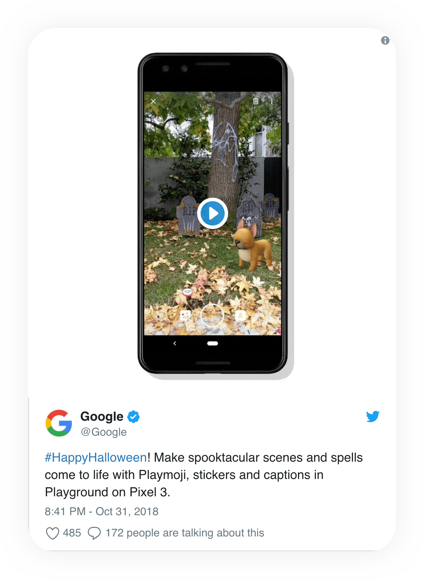 Google
@Google
#HappyHalloween! Make spooktacular scenes and spells
come to life with Playmoji, stickers and captions in
Playground on Pixel 3.
8:41 PM - Oct 31, 2018
485 172 people are talking about this